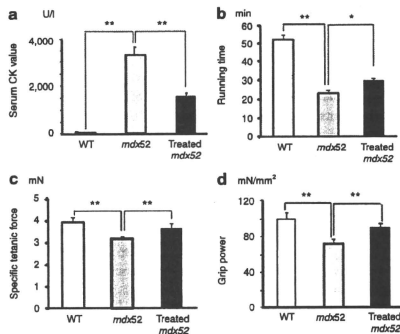 a
U/l
Serum CK value
4,000
2,000
0
** **
WT mdx52 Treated mdx52
b
min
Running time
60
50
40
30
20
10
0
** *
WT mdx52 Treated mdx52
c
mN
Specific tetanic force
5
4
3
2
1
0
** **
WT mdx52 Treated mdx52
d
mN/mm²
Grip power
120
80
40
0
** **
WT mdx52 Treated mdx52